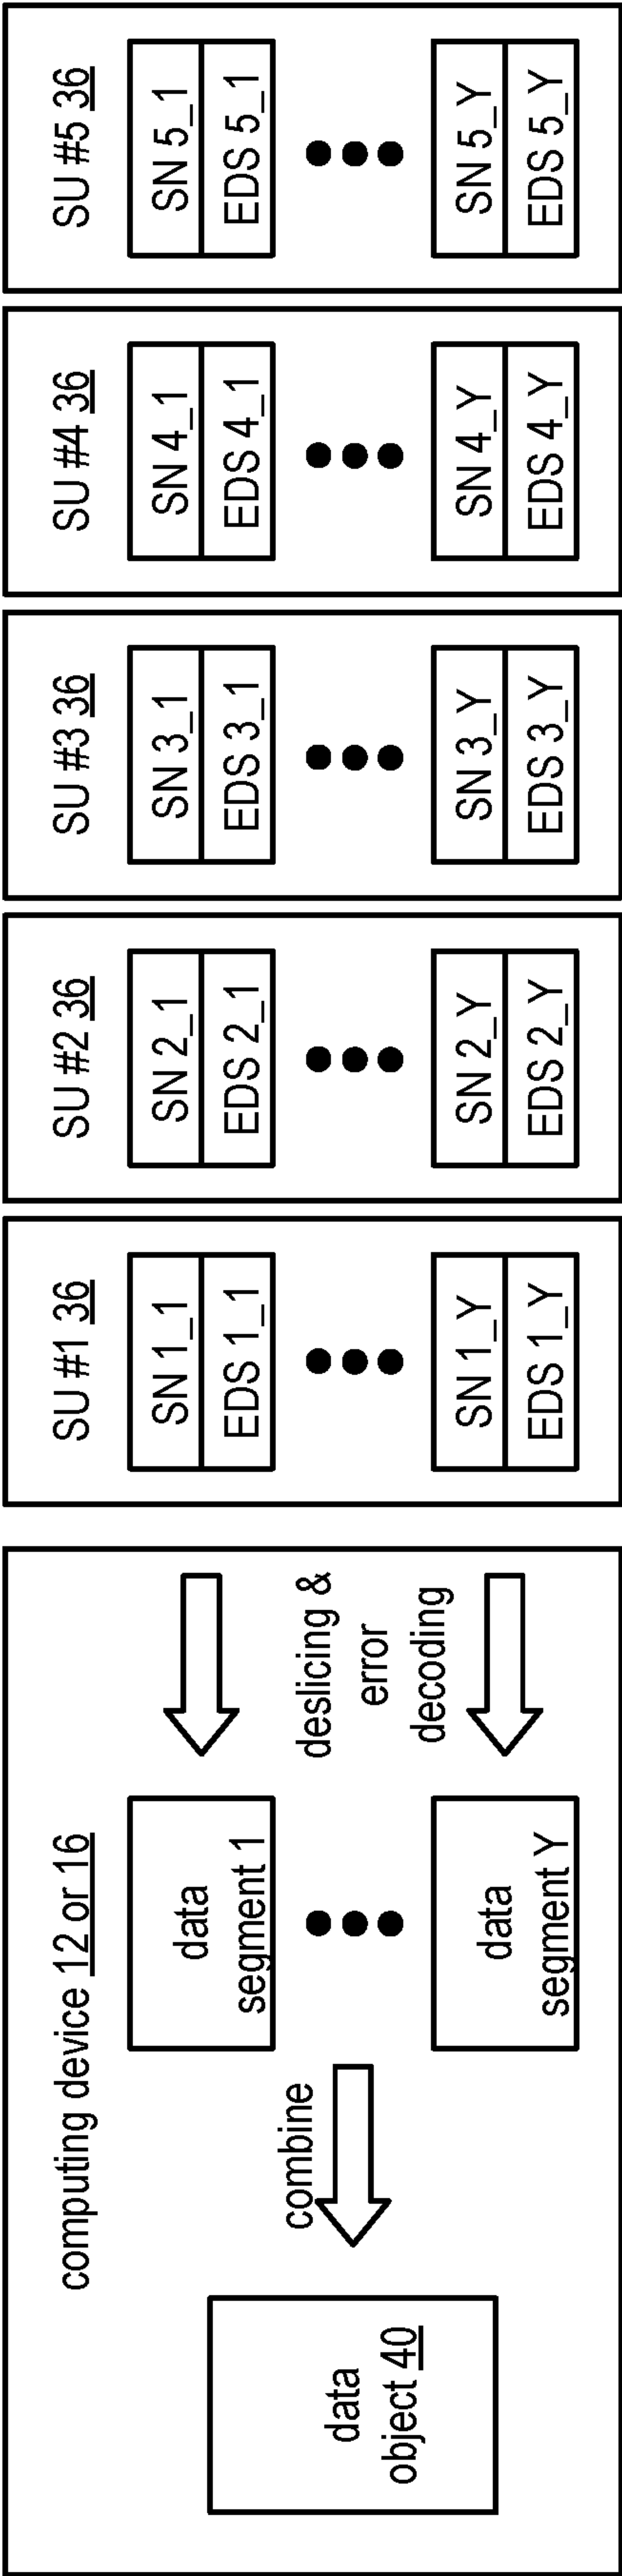 computing device 12 or 16
data
object 40
combine
data
segment 1
data
segment Y
deslicing &
error
decoding
SU #1 36
SN 1_1
EDS 1_1
SN 1_Y
EDS 1_Y
SU #2 36
SN 2_1
EDS 2_1
SN 2_Y
EDS 2_Y
SU #3 36
SN 3_1
EDS 3_1
SN 3_Y
EDS 3_Y
SU #4 36
SN 4_1
EDS 4_1
SN 4_Y
EDS 4_Y
SU #5 36
SN 5_1
EDS 5_1
SN 5_Y
EDS 5_Y